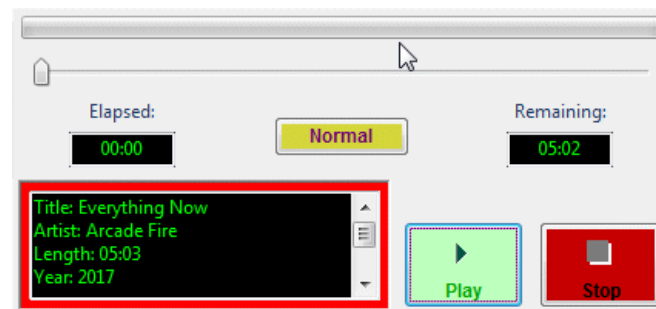 Elapsed:
Remaining:
00:00
Normal
05:02
Title: Everything Now
Artist: Arcade Fire
Length: 05:03
Year: 2017
Play
Stop